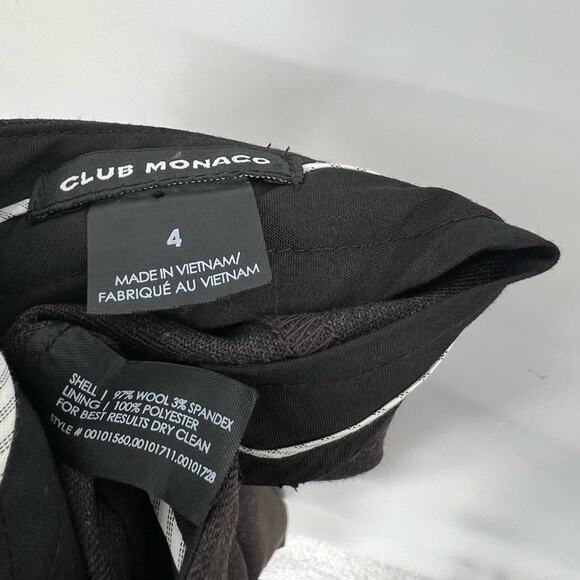 CLUB MONACO
4
MADE IN VIETNAM/
FABRIQUÉ AU VIETNAM
SHELL / 97% WOOL 3% SPANDEX
LINING / 100% POLYESTER
FOR BEST RESULTS DRY CLEAN
STYLE # 00101560,00101711,00101728